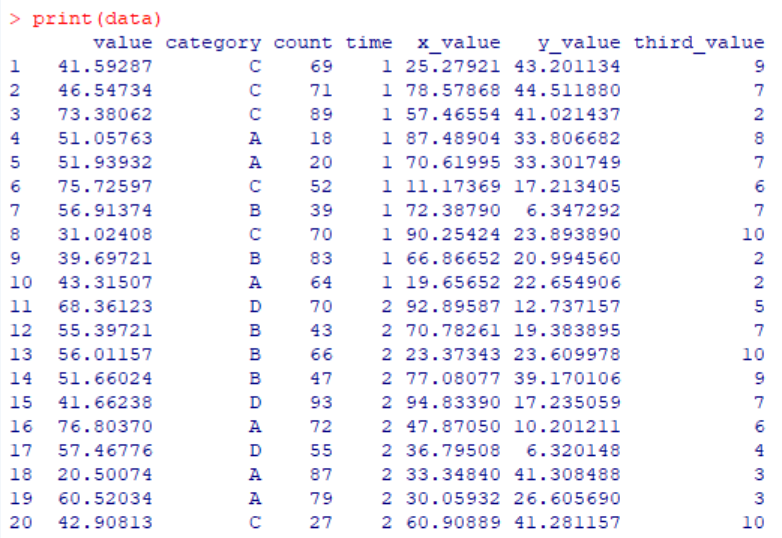 > print(data)
value category count time x_value y_value third_value
1 41.59287 C 69 1 25.27921 43.201134 9
2 46.54734 C 71 1 78.57868 44.511880 7
3 73.38062 C 89 1 57.46554 41.021437 2
4 51.05763 A 18 1 87.48904 33.806682 8
5 51.93932 A 20 1 70.61995 33.301749 7
6 75.72597 C 52 1 11.17369 17.213405 6
7 56.91374 B 39 1 72.38790 6.347292 7
8 31.02408 C 70 1 90.25424 23.893890 10
9 39.69721 B 83 1 66.86652 20.994560 2
10 43.31507 A 64 1 19.65652 22.654906 2
11 68.36123 D 70 2 92.89587 12.737157 5
12 55.39721 B 43 2 70.78261 19.383895 7
13 56.01157 B 66 2 23.37343 23.609978 10
14 51.66024 B 47 2 77.08077 39.170106 9
15 41.66238 D 93 2 94.83390 17.235059 7
16 76.80370 A 72 2 47.87050 10.201211 6
17 57.46776 D 55 2 36.79508 6.320148 4
18 20.50074 A 87 2 33.34840 41.308488 3
19 60.52034 A 79 2 30.05932 26.605690 3
20 42.90813 C 27 2 60.90889 41.281157 10